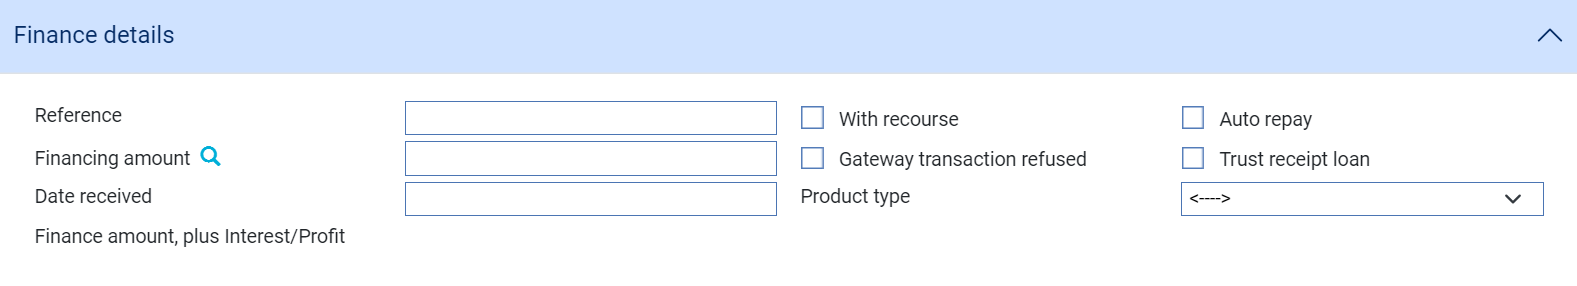 Finance details
Reference
With recourse
Auto repay
Financing amount
Gateway transaction refused
Trust receipt loan
Date received
Product type
<---->
Finance amount, plus Interest/Profit